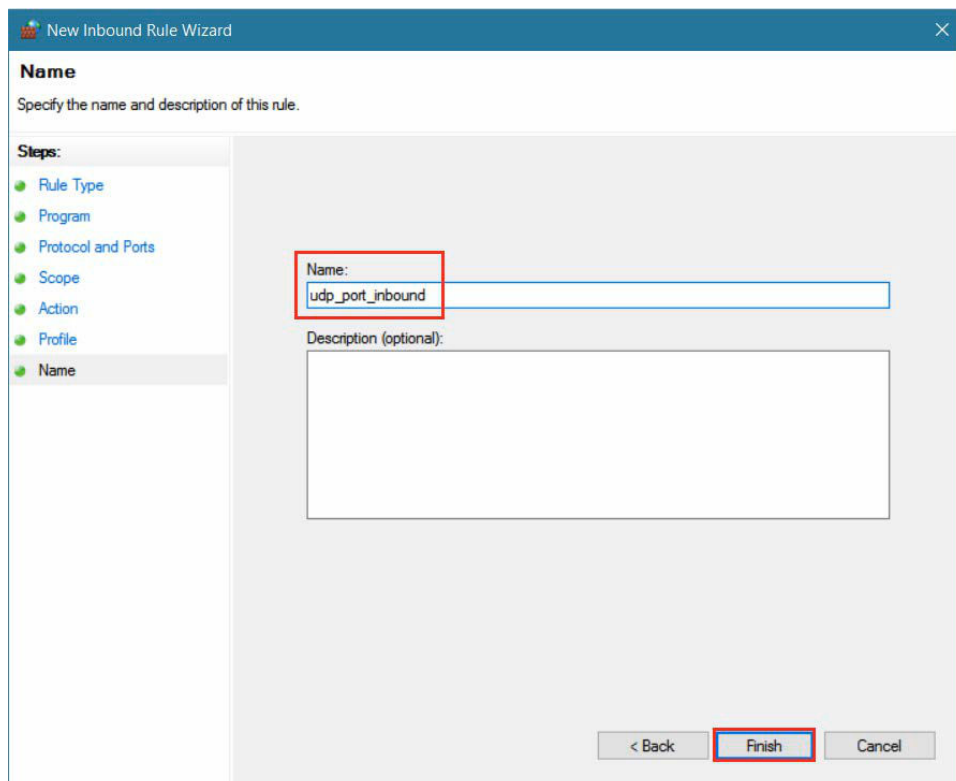 New Inbound Rule Wizard
Name
Specify the name and description of this rule.
Steps:
Rule Type
Program
Protocol and Ports
Scope
Action
Profile
Name
Name:
udp_port_inbound
Description (optional):
< Back
Finish
Cancel